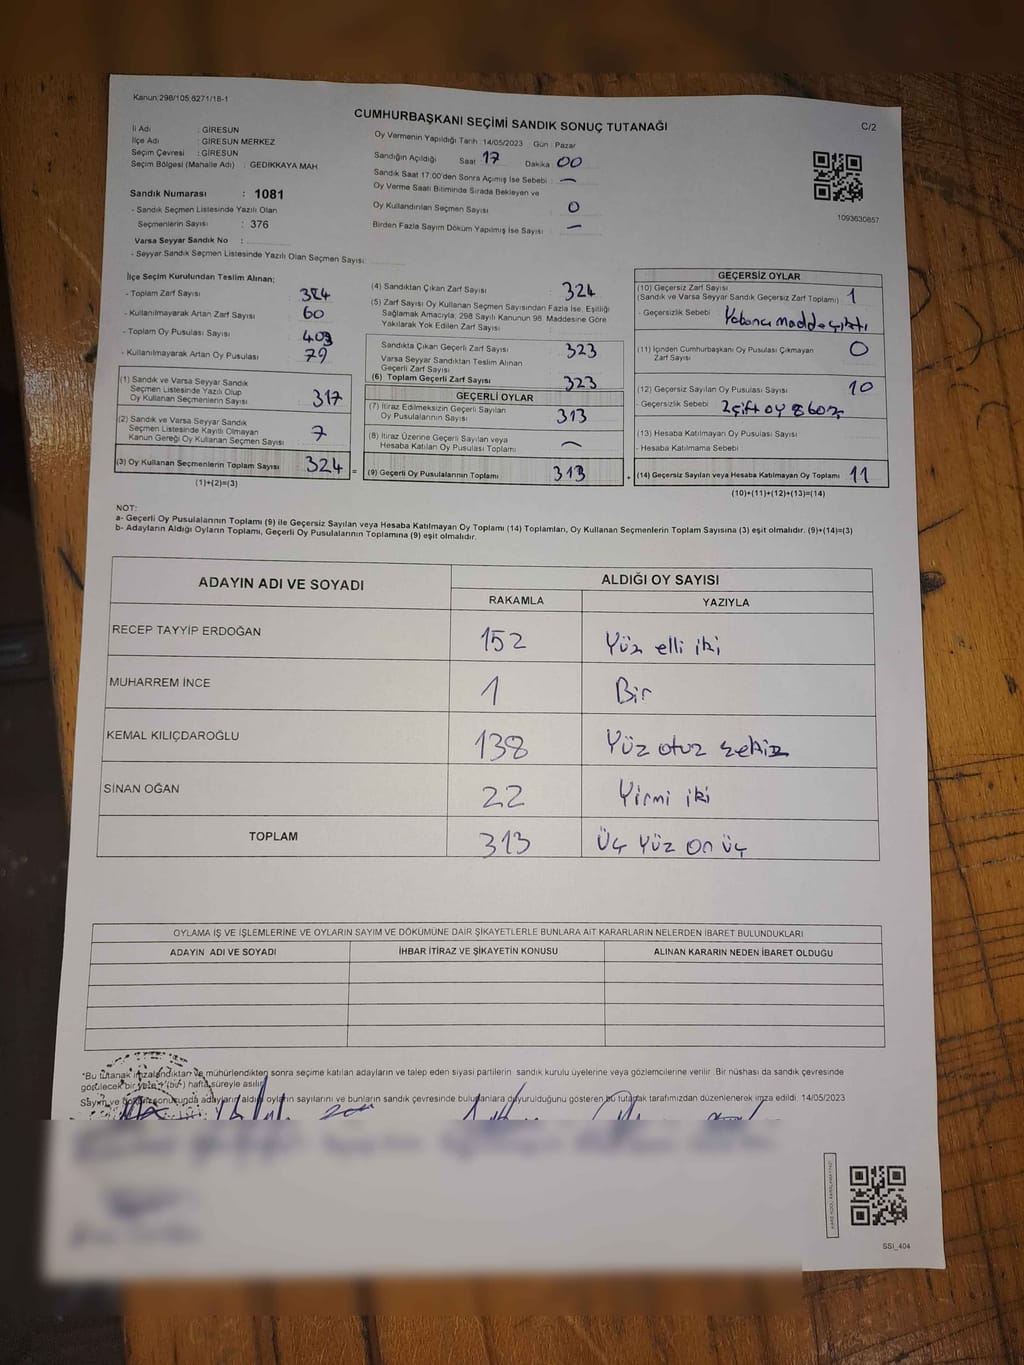 Kanun:298/105;6271/18-1
CUMHURBAŞKANI SEÇİMİ SANDIK SONUÇ TUTANAĞI
C/2
İl Adı : GİRESUN
İlçe Adı : GİRESUN MERKEZ
Seçim Çevresi : GİRESUN
Seçim Bölgesi (Mahalle Adı) : GEDİKKAYA MAH.
Sandık Numarası : 1081
- Sandık Seçmen Listesinde Yazılı Olan
Seçmenlerin Sayısı : 376
Varsa Seyyar Sandık No :
- Seyyar Sandık Seçmen Listesinde Yazılı Olan Seçmen Sayısı:
Oy Vermenin Yapıldığı Tarih :14/05/2023 Gün : Pazar
Sandığın Açıldığı Saat 17 Dakika 00
Sandık Saat 17:00'den Sonra Açılmış İse Sebebi : —
Oy Verme Saati Bitiminde Sırada Bekleyen ve
Oy Kullandırılan Seçmen Sayısı 0
Birden Fazla Sayım Döküm Yapılmış İse Sayısı : —
1093630857
İlçe Seçim Kurulundan Teslim Alınan;
- Toplam Zarf Sayısı : 384
- Kullanılmayarak Artan Zarf Sayısı : 60
- Toplam Oy Pusulası Sayısı : 403
- Kullanılmayarak Artan Oy Pusulası : 79
(1) Sandık ve Varsa Seyyar Sandık
Seçmen Listesinde Yazılı Olup
Oy Kullanan Seçmenlerin Sayısı : 317
(2) Sandık ve Varsa Seyyar Sandık
Seçmen Listesinde Kayıtlı Olmayan
Kanun Gereği Oy Kullanan Seçmen Sayısı : 7
(3) Oy Kullanan Seçmenlerin Toplam Sayısı : 324
(1)+(2)=(3)
(4) Sandıktan Çıkan Zarf Sayısı : 324
(5) Zarf Sayısı Oy Kullanan Seçmen Sayısından Fazla İse, Eşitliği
Sağlamak Amacıyla; 298 Sayılı Kanunun 98. Maddesine Göre
Yakılarak Yok Edilen Zarf Sayısı
Sandıkta Çıkan Geçerli Zarf Sayısı : 323
Varsa Seyyar Sandıktan Teslim Alınan
Geçerli Zarf Sayısı
(6) Toplam Geçerli Zarf Sayısı : 323
GEÇERLİ OYLAR
(7) İtiraz Edilmeksizin Geçerli Sayılan
Oy Pusulalarının Sayısı : 313
(8) İtiraz Üzerine Geçerli Sayılan veya
Hesaba Katılan Oy Pusulası Toplamı : —
= (9) Geçerli Oy Pusulalarının Toplamı : 313
GEÇERSİZ OYLAR
(10) Geçersiz Zarf Sayısı
(Sandık ve Varsa Seyyar Sandık Geçersiz Zarf Toplamı) : 1
- Geçersizlik Sebebi : Yabancı madde çıktı
(11) İçinden Cumhurbaşkanı Oy Pusulası Çıkmayan
Zarf Sayısı : 0
(12) Geçersiz Sayılan Oy Pusulası Sayısı : 10
- Geçersizlik Sebebi : 2 çift oy 8 boş
(13) Hesaba Katılmayan Oy Pusulası Sayısı :
- Hesaba Katılmama Sebebi :
+ (14) Geçersiz Sayılan veya Hesaba Katılmayan Oy Toplamı : 11
(10)+(11)+(12)+(13)=(14)
NOT:
a- Geçerli Oy Pusulalarının Toplamı (9) ile Geçersiz Sayılan veya Hesaba Katılmayan Oy Toplamı (14) Toplamları, Oy Kullanan Seçmenlerin Toplam Sayısına (3) eşit olmalıdır. (9)+(14)=(3)
b- Adayların Aldığı Oyların Toplamı, Geçerli Oy Pusulalarının Toplamına (9) eşit olmalıdır.
ADAYIN ADI VE SOYADI ALDIĞI OY SAYISI
RAKAMLA YAZIYLA
RECEP TAYYİP ERDOĞAN 152 Yüz elli iki
MUHARREM İNCE 1 Bir
KEMAL KILIÇDAROĞLU 138 Yüz otuz sekiz
SİNAN OĞAN 22 Yirmi iki
TOPLAM 313 Üç yüz on üç
OYLAMA İŞ VE İŞLEMLERİNE VE OYLARIN SAYIM VE DÖKÜMÜNE DAİR ŞİKAYETLERLE BUNLARA AİT KARARLARIN NELERDEN İBARET BULUNDUKLARI
ADAYIN ADI VE SOYADI İHBAR İTİRAZ VE ŞİKAYETİN KONUSU ALINAN KARARIN NEDEN İBARET OLDUĞU
*Bu tutanak imzalandıktan ve mühürlendikten sonra seçime katılan adayların ve talep eden siyasi partilerin sandık kurulu üyelerine veya gözlemcilerine verilir. Bir nüshası da sandık çevresinde
görülecek bir yere 1 (bir) hafta süreyle asılır.
Sayım ve döküm sonucunda adayların aldığı oyların sayılarını ve bunların sandık çevresinde bulunanlara duyurulduğunu gösteren bu tutanak tarafımızdan düzenlenerek imza edildi. 14/05/2023
SSİ_404